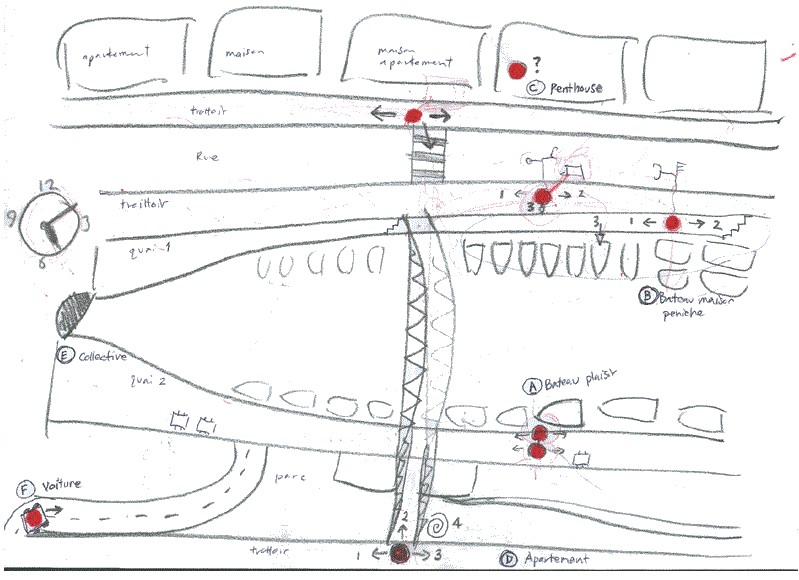 apartement
maison
maison
apartement
?
C Penthouse
trottoir
Rue
12
9
3
6
traittoir
1
2
3
quai 1
3
1
2
B Bateau maison
peniche
E Collective
quai 2
A Bateau plaisir
F Voiture
parc
2
4
trottoir
1
3
D Apartement